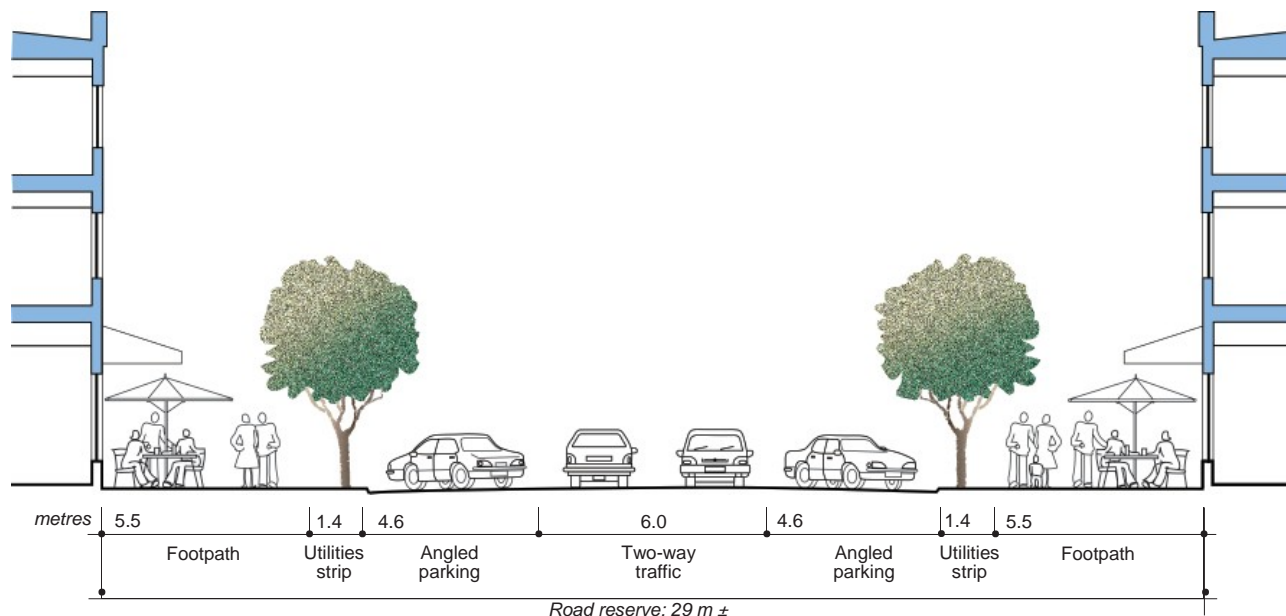 metres 5.5 1.4 4.6 6.0 4.6 1.4 5.5
Footpath Utilities strip Angled parking Two-way traffic Angled parking Utilities strip Footpath
Road reserve: 29 m ±